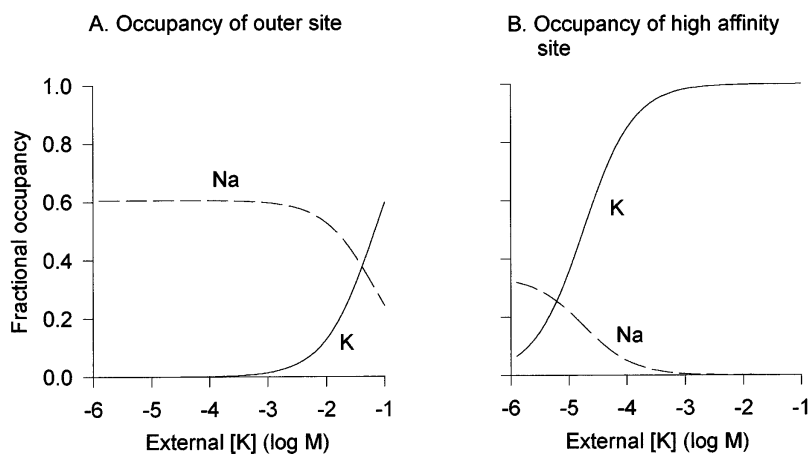 A. Occupancy of outer site
B. Occupancy of high affinity
site
Fractional occupancy
1.0
0.8
0.6
0.4
0.2
0.0
Na
K
-6 -5 -4 -3 -2 -1
External [K] (log M)
K
Na
-6 -5 -4 -3 -2 -1
External [K] (log M)